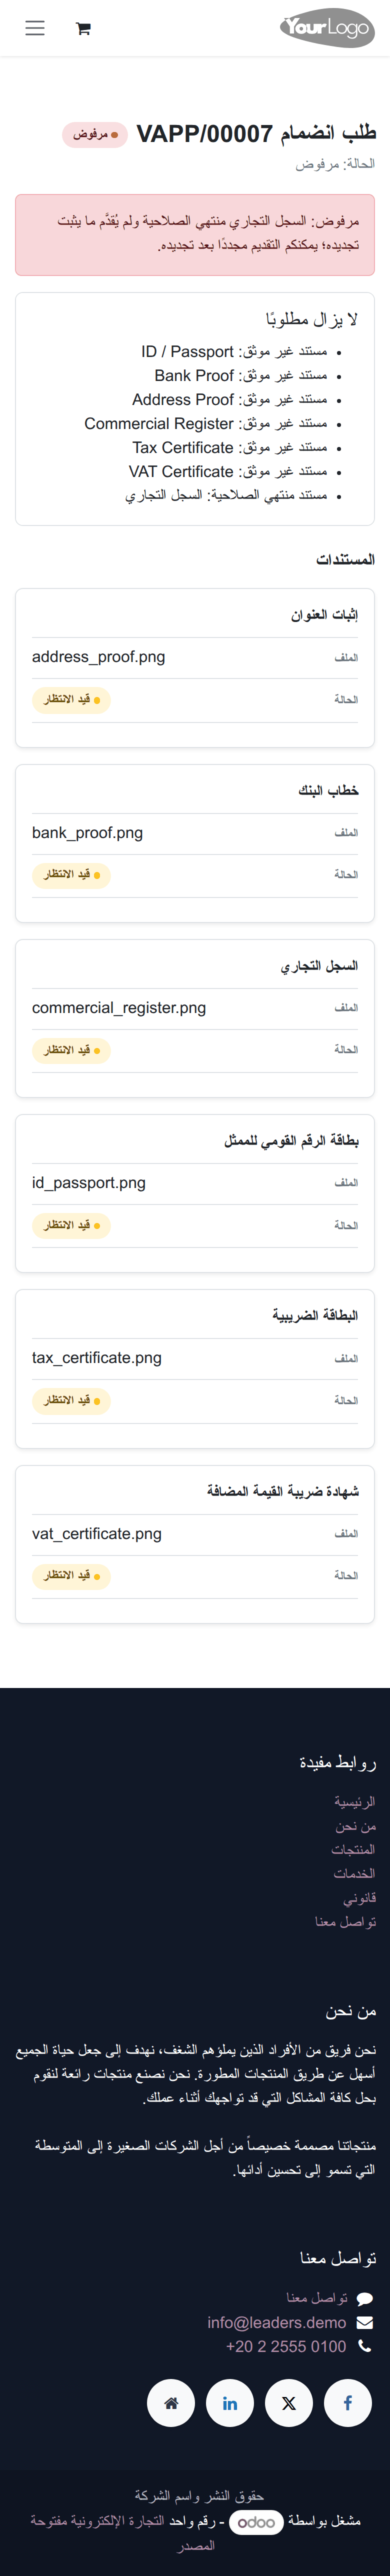 YourLogo
طلب انضمام VAPP/00007 مرفوض
الحالة: مرفوض
مرفوض: السجل التجاري منتهي الصلاحية ولم يُقدَّم ما يثبت
تجديده؛ يمكنكم التقديم مجددًا بعد تجديده.
لا يزال مطلوبًا
مستند غير موثق: ID / Passport
مستند غير موثق: Bank Proof
مستند غير موثق: Address Proof
مستند غير موثق: Commercial Register
مستند غير موثق: Tax Certificate
مستند غير موثق: VAT Certificate
مستند منتهي الصلاحية: السجل التجاري
المستندات
إثبات العنوان
الملف address_proof.png
الحالة قيد الانتظار
خطاب البنك
الملف bank_proof.png
الحالة قيد الانتظار
السجل التجاري
الملف commercial_register.png
الحالة قيد الانتظار
بطاقة الرقم القومي للممثل
الملف id_passport.png
الحالة قيد الانتظار
البطاقة الضريبية
الملف tax_certificate.png
الحالة قيد الانتظار
شهادة ضريبة القيمة المضافة
الملف vat_certificate.png
الحالة قيد الانتظار
روابط مفيدة
الرئيسية
من نحن
المنتجات
الخدمات
قانوني
تواصل معنا
من نحن
نحن فريق من الأفراد الذين يملؤهم الشغف، نهدف إلى جعل حياة الجميع
أسهل عن طريق المنتجات المطورة. نحن نصنع منتجات رائعة لنقوم
بحل كافة المشاكل التي قد تواجهك أثناء عملك.
منتجاتنا مصممة خصيصاً من أجل الشركات الصغيرة إلى المتوسطة
التي تسمو إلى تحسين أدائها.
تواصل معنا
تواصل معنا
info@leaders.demo
+20 2 2555 0100
حقوق النشر واسم الشركة
مشغل بواسطة odoo - رقم واحد التجارة الإلكترونية مفتوحة
المصدر